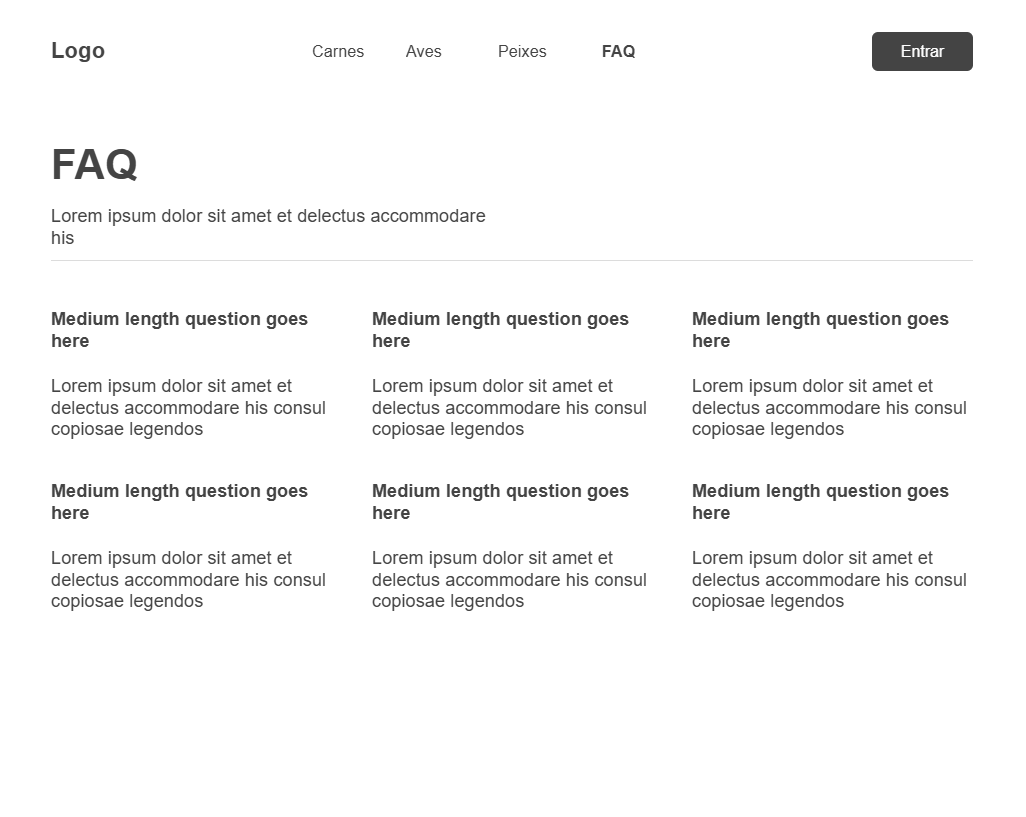 Logo
Carnes Aves Peixes FAQ
Entrar
FAQ
Lorem ipsum dolor sit amet et delectus accommodare
his
Medium length question goes
here
Lorem ipsum dolor sit amet et
delectus accommodare his consul
copiosae legendos
Medium length question goes
here
Lorem ipsum dolor sit amet et
delectus accommodare his consul
copiosae legendos
Medium length question goes
here
Lorem ipsum dolor sit amet et
delectus accommodare his consul
copiosae legendos
Medium length question goes
here
Lorem ipsum dolor sit amet et
delectus accommodare his consul
copiosae legendos
Medium length question goes
here
Lorem ipsum dolor sit amet et
delectus accommodare his consul
copiosae legendos
Medium length question goes
here
Lorem ipsum dolor sit amet et
delectus accommodare his consul
copiosae legendos